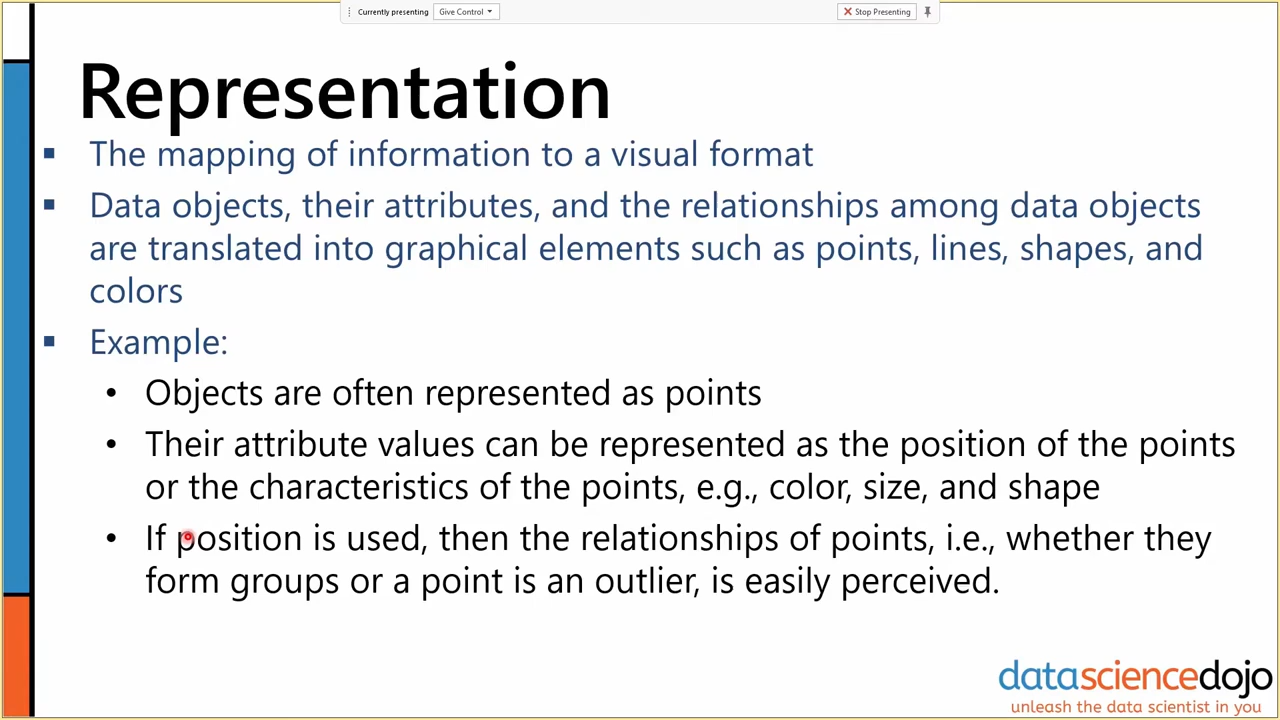 Currently presenting Give Control Stop Presenting
Representation
The mapping of information to a visual format
Data objects, their attributes, and the relationships among data objects
are translated into graphical elements such as points, lines, shapes, and
colors
Example:
Objects are often represented as points
Their attribute values can be represented as the position of the points
or the characteristics of the points, e.g., color, size, and shape
If position is used, then the relationships of points, i.e., whether they
form groups or a point is an outlier, is easily perceived.
datasciencedojo
unleash the data scientist in you